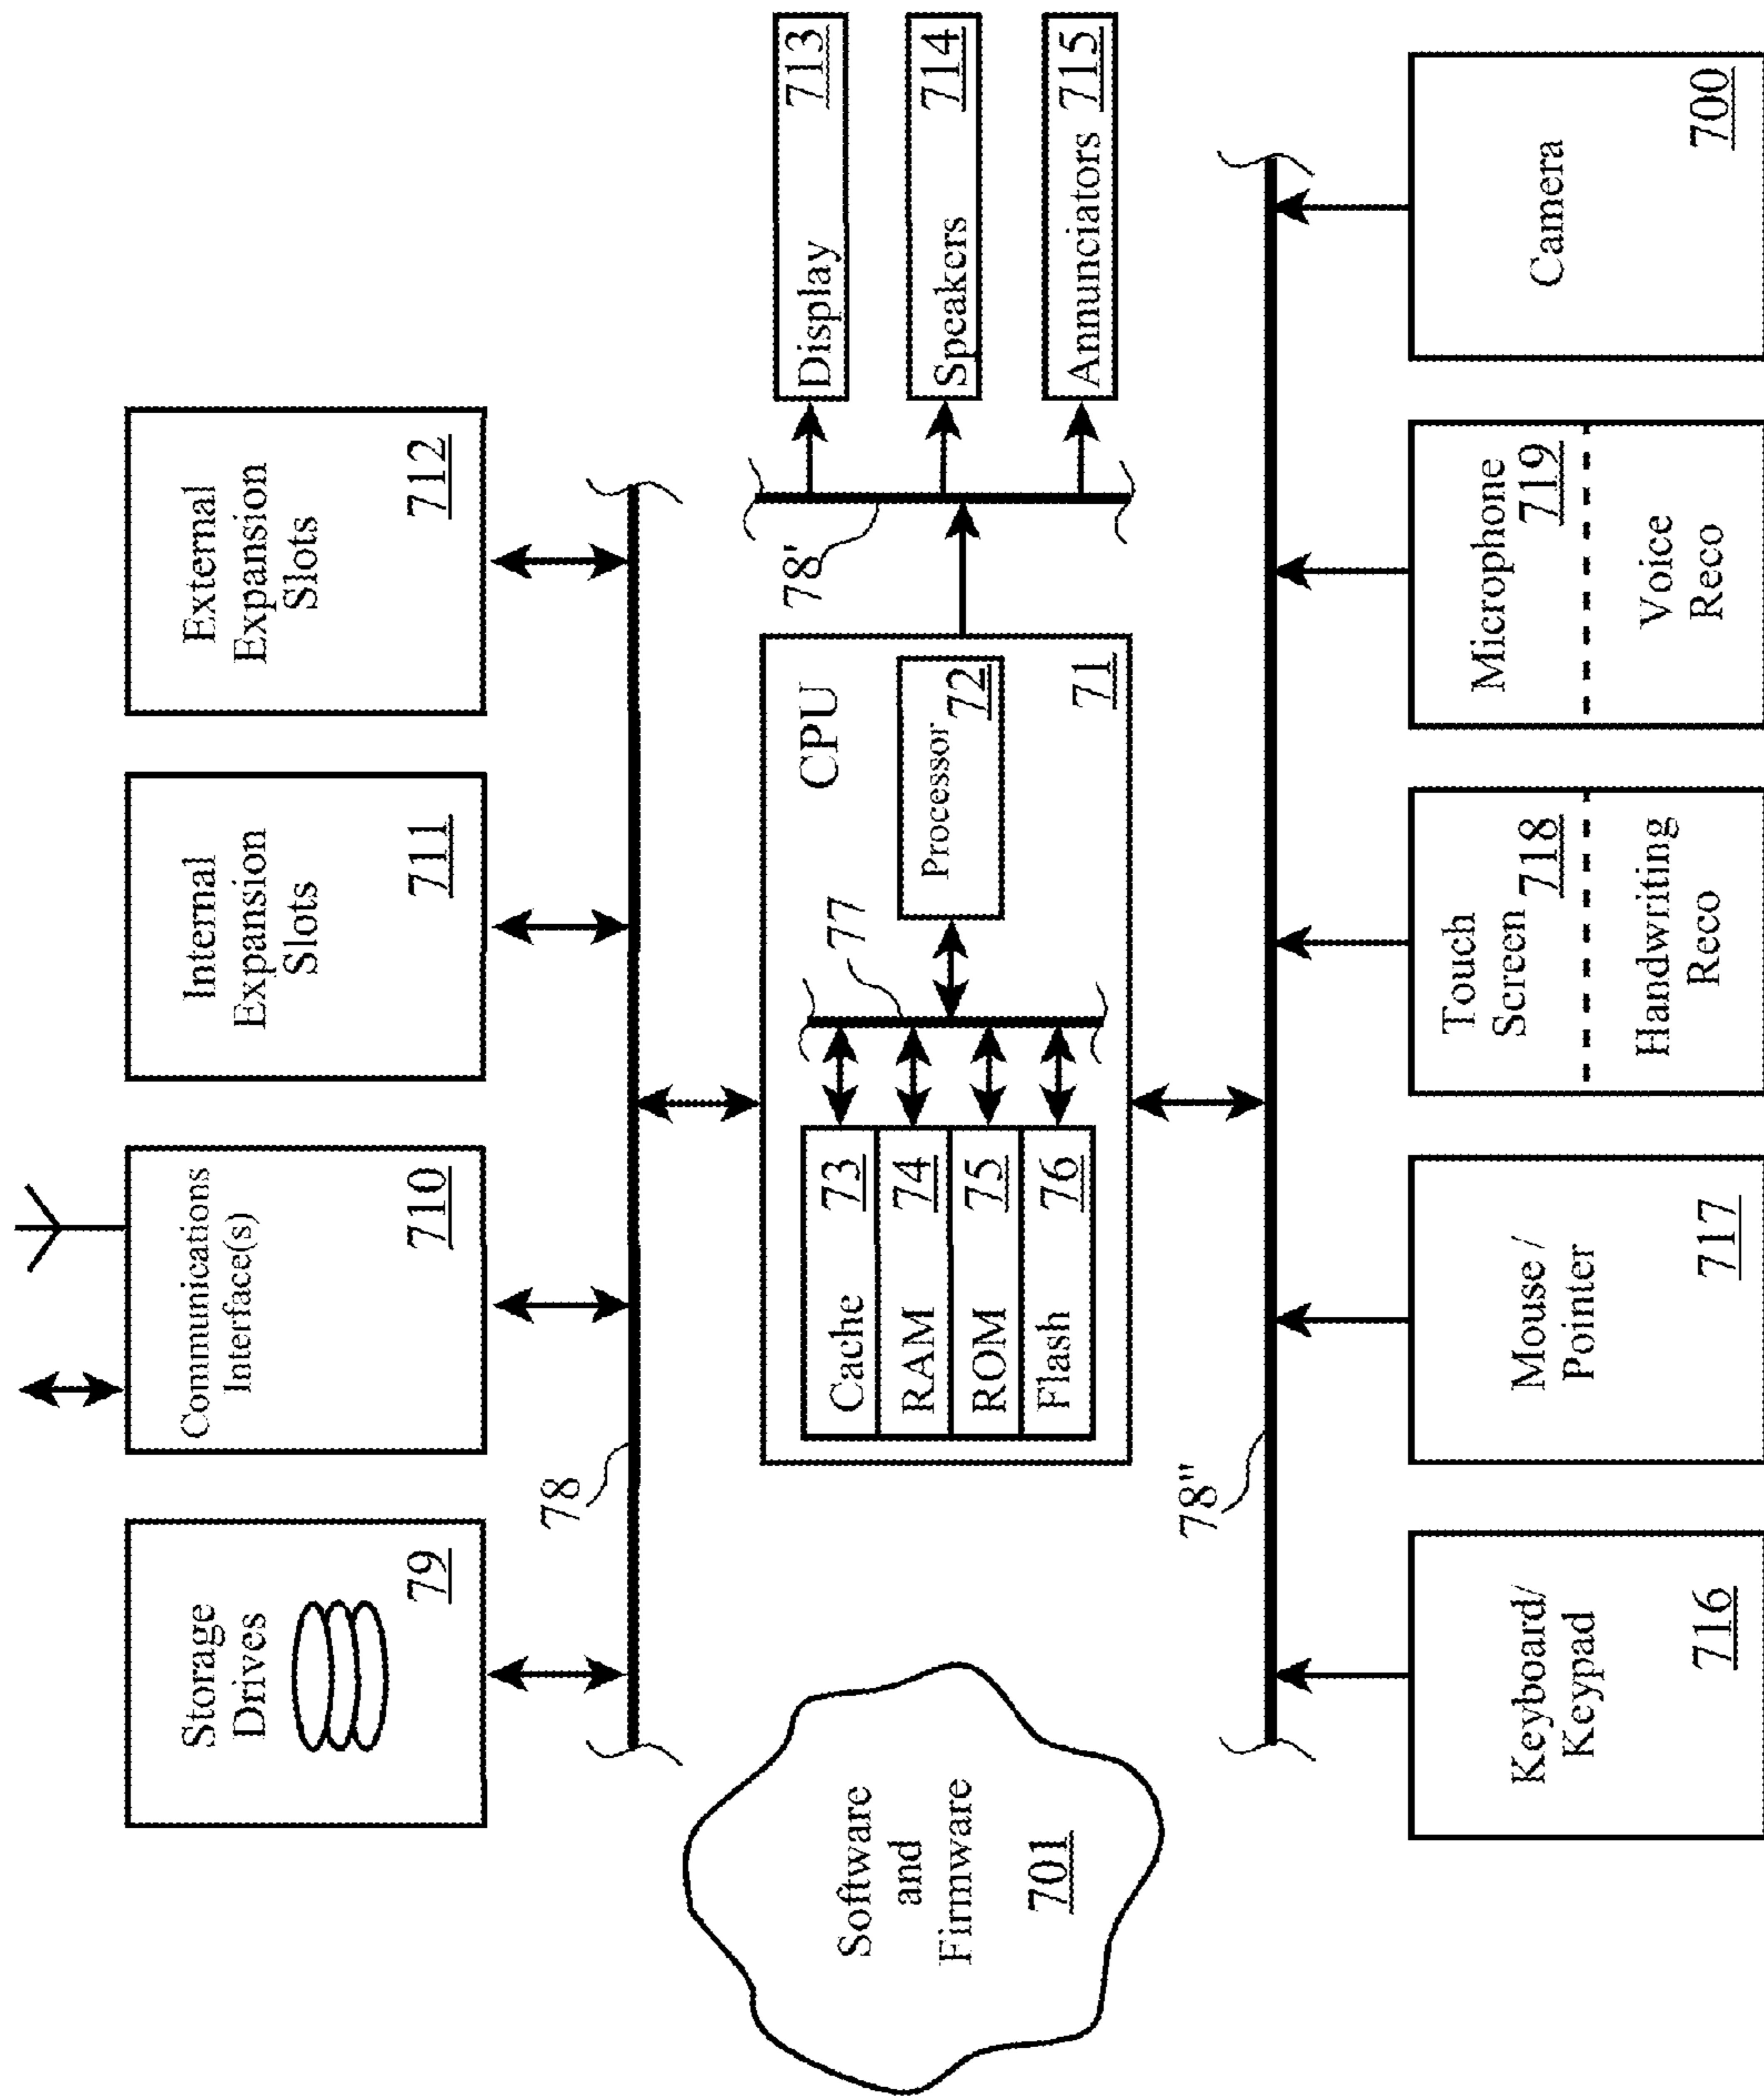 Storage
Drives
79
Communications
Interface(s)
710
Internal
Expansion
Slots
711
External
Expansion
Slots
712
78
Software
and
Firmware
701
CPU
Cache 73
RAM 74
ROM 75
Flash 76
77
Processor
72
71
78'
Display 713
Speakers 714
Annunciators 715
78"
Keyboard/
Keypad
716
Mouse /
Pointer
717
Touch
Screen
718
Handwriting
Reco
Microphone
719
Voice
Reco
Camera
700